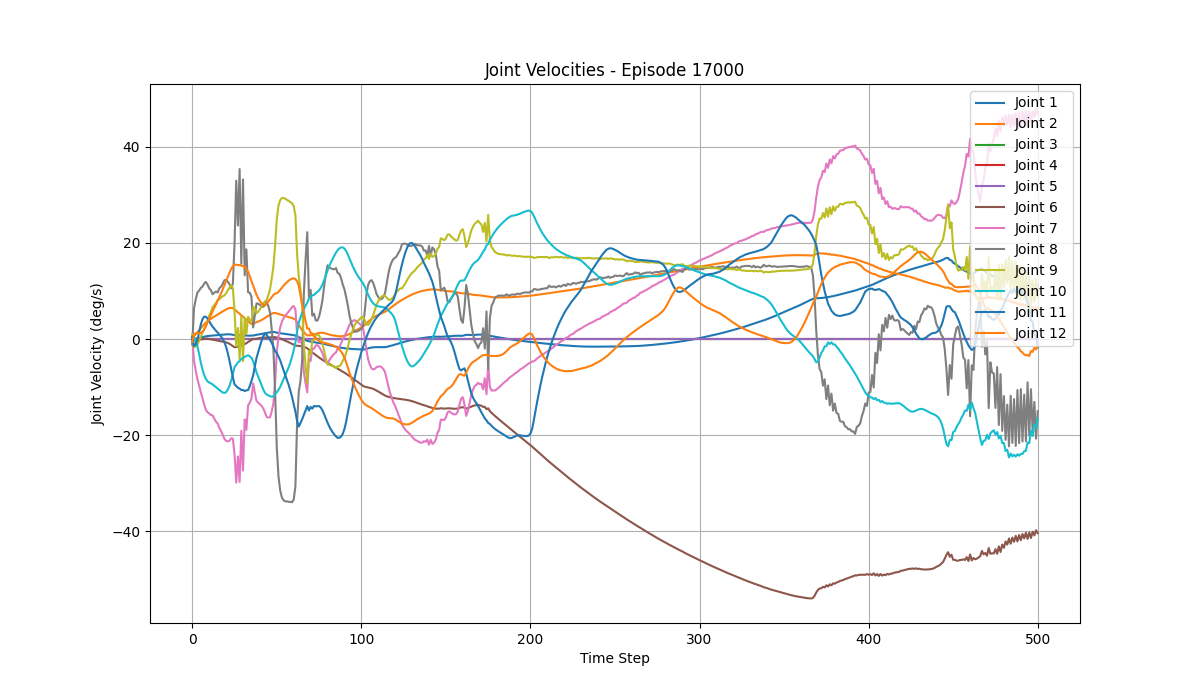 Joint Velocities - Episode 17000
Joint Velocity (deg/s)
40
20
0
−20
−40
0 100 200 300 400 500
Time Step
Joint 1
Joint 2
Joint 3
Joint 4
Joint 5
Joint 6
Joint 7
Joint 8
Joint 9
Joint 10
Joint 11
Joint 12